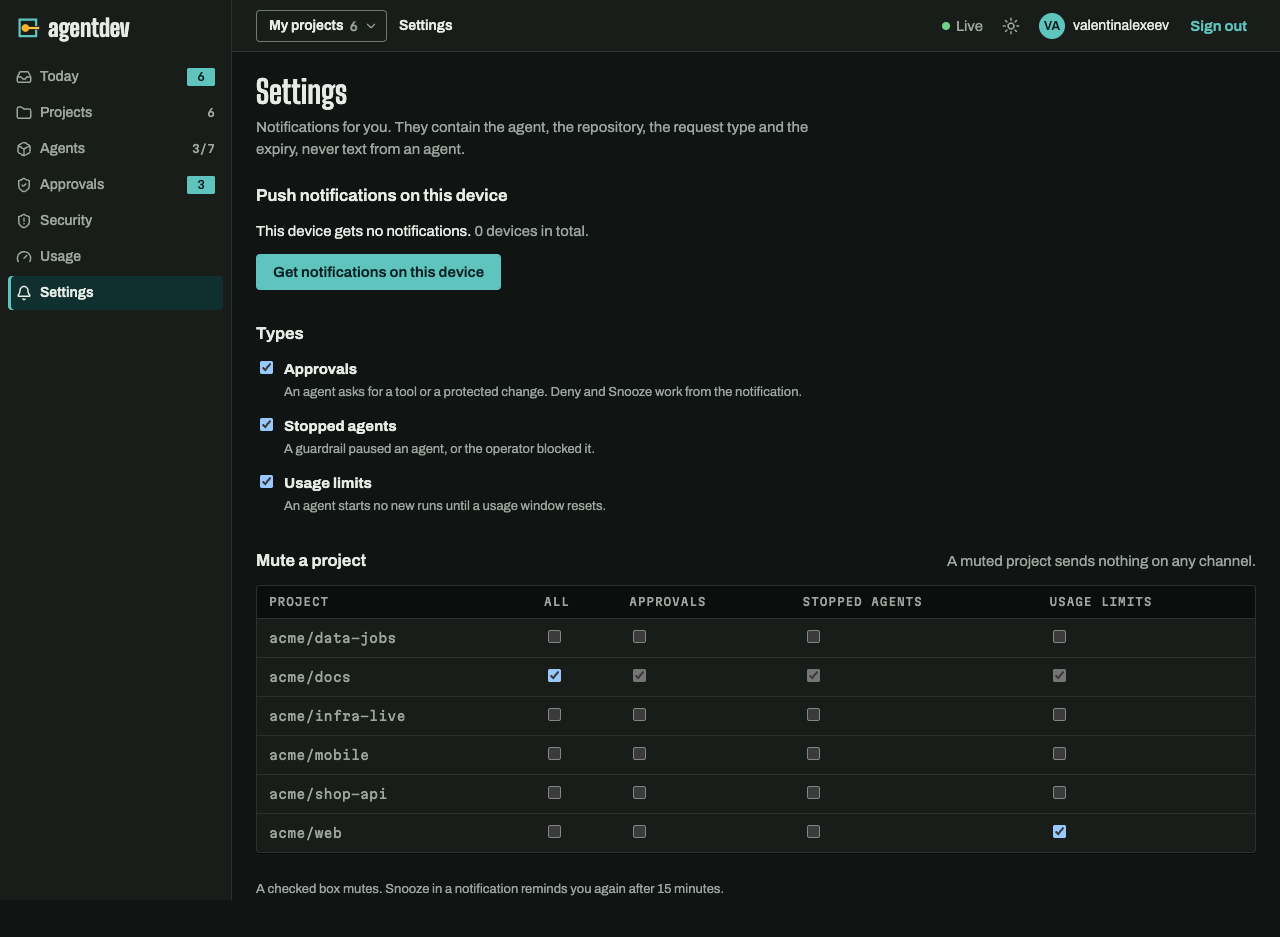 agentdev
My projects 6
Settings
Live
VA
valentinalexeev
Sign out
Today 6
Projects 6
Agents 3/7
Approvals 3
Security
Usage
Settings
Settings
Notifications for you. They contain the agent, the repository, the request type and the
expiry, never text from an agent.
Push notifications on this device
This device gets no notifications. 0 devices in total.
Get notifications on this device
Types
Approvals
An agent asks for a tool or a protected change. Deny and Snooze work from the notification.
Stopped agents
A guardrail paused an agent, or the operator blocked it.
Usage limits
An agent starts no new runs until a usage window resets.
Mute a project
A muted project sends nothing on any channel.
PROJECT ALL APPROVALS STOPPED AGENTS USAGE LIMITS
acme/data-jobs
acme/docs
acme/infra-live
acme/mobile
acme/shop-api
acme/web
A checked box mutes. Snooze in a notification reminds you again after 15 minutes.